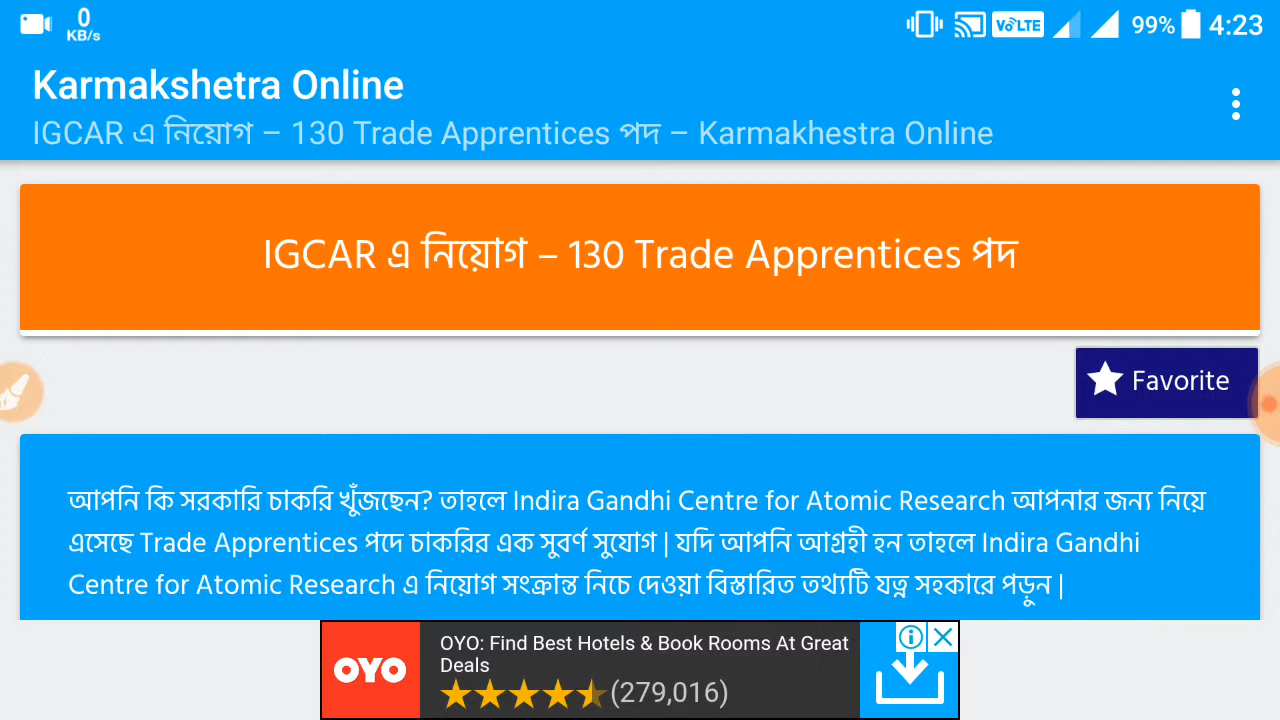 0
KB/s
VoLTE
99%
4:23
Karmakshetra Online
IGCAR এ নিয়োগ – 130 Trade Apprentices পদ – Karmakhestra Online
IGCAR এ নিয়োগ – 130 Trade Apprentices পদ
Favorite
আপনি কি সরকারি চাকরি খুঁজছেন? তাহলে Indira Gandhi Centre for Atomic Research আপনার জন্য নিয়ে
এসেছে Trade Apprentices পদে চাকরির এক সুবর্ণ সুযোগ | যদি আপনি আগ্রহী হন তাহলে Indira Gandhi
Centre for Atomic Research এ নিয়োগ সংক্রান্ত নিচে দেওয়া বিস্তারিত তথ্যটি যত্ন সহকারে পড়ুন |
OYO
OYO: Find Best Hotels & Book Rooms At Great
Deals
(279,016)